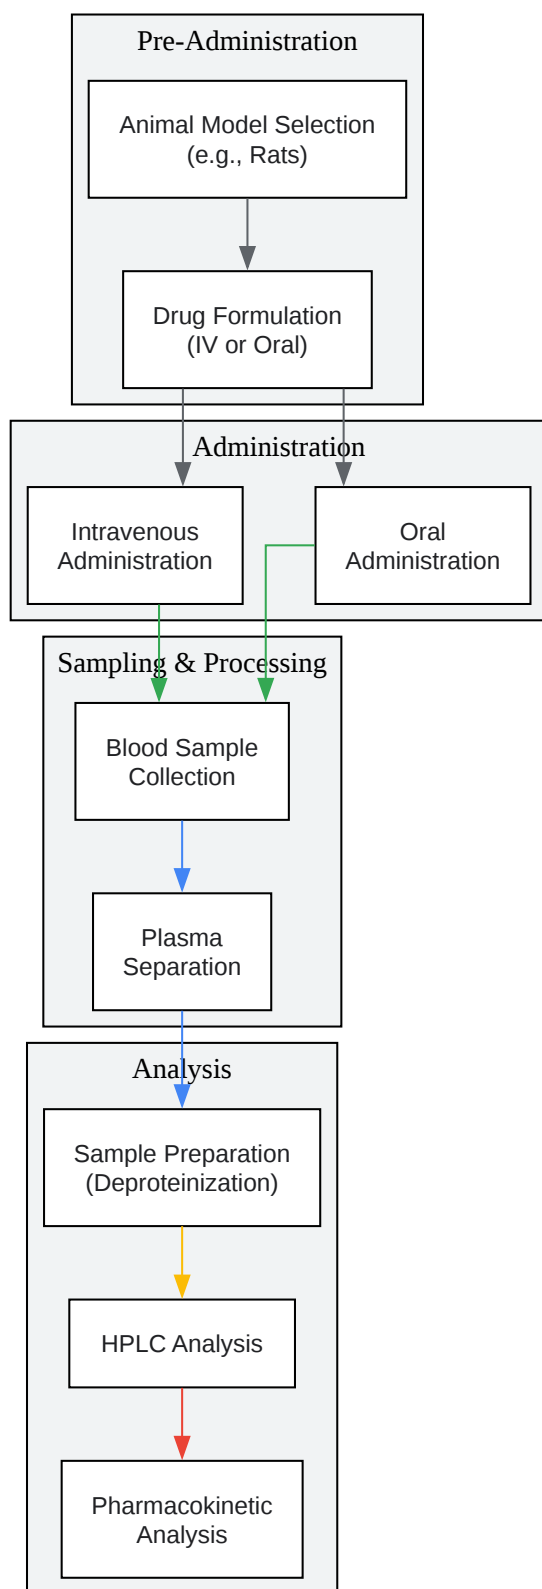 Pre-Administration
Animal Model Selection
(e.g., Rats)
Drug Formulation
(IV or Oral)
Administration
Intravenous
Administration
Oral
Administration
Sampling & Processing
Blood Sample
Collection
Plasma
Separation
Analysis
Sample Preparation
(Deproteinization)
HPLC Analysis
Pharmacokinetic
Analysis